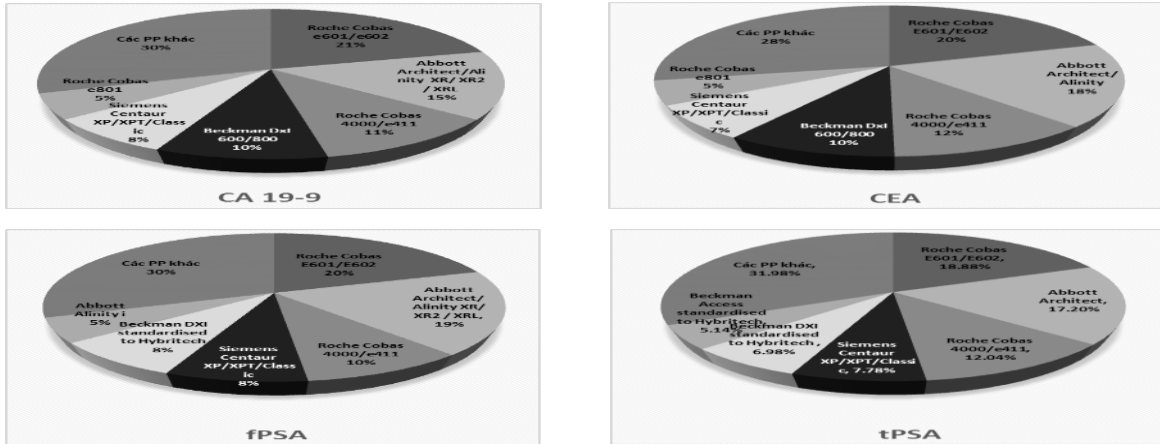 Các PP khác
30%
Roche Cobas
e601/e602
21%
Abbott
Architect/Ali
nity XR/ XR2
/ XRL
15%
Roche Cobas
4000/e411
11%
Beckman DxI
600/800
10%
Siemens
Centaur
XP/XPT/Class
ic
8%
Roche Cobas
e801
5%
CA 19-9
Các PP khác
28%
Roche Cobas
E601/E602
20%
Abbott
Architect/
Alinity
18%
Roche Cobas
4000/e411
12%
Beckman DxI
600/800
10%
Siemens
Centaur
XP/XPT/Classi
c
7%
Roche Cobas
e801
5%
CEA
Các PP khác
30%
Roche Cobas
E601/E602
20%
Abbott
Architect/
Alinity XR/
XR2 / XRL,
19%
Roche Cobas
4000/e411
10%
Siemens
Centaur
XP/XPT/Class
ic
8%
Beckman DXI
standardised
to Hybritech
8%
Abbott
Alinity i
5%
fPSA
Các PP khác,
31.98%
Roche Cobas
E601/E602,
18.88%
Abbott
Architect,
17.20%
Roche Cobas
4000/e411,
12.04%
Siemens
Centaur
XP/XPT/Classi
c, 7.78%
Beckman DXI
standardised
to Hybritech ,
6.98%
Beckman
Access
standardised
to Hybritech,
5.14%
tPSA